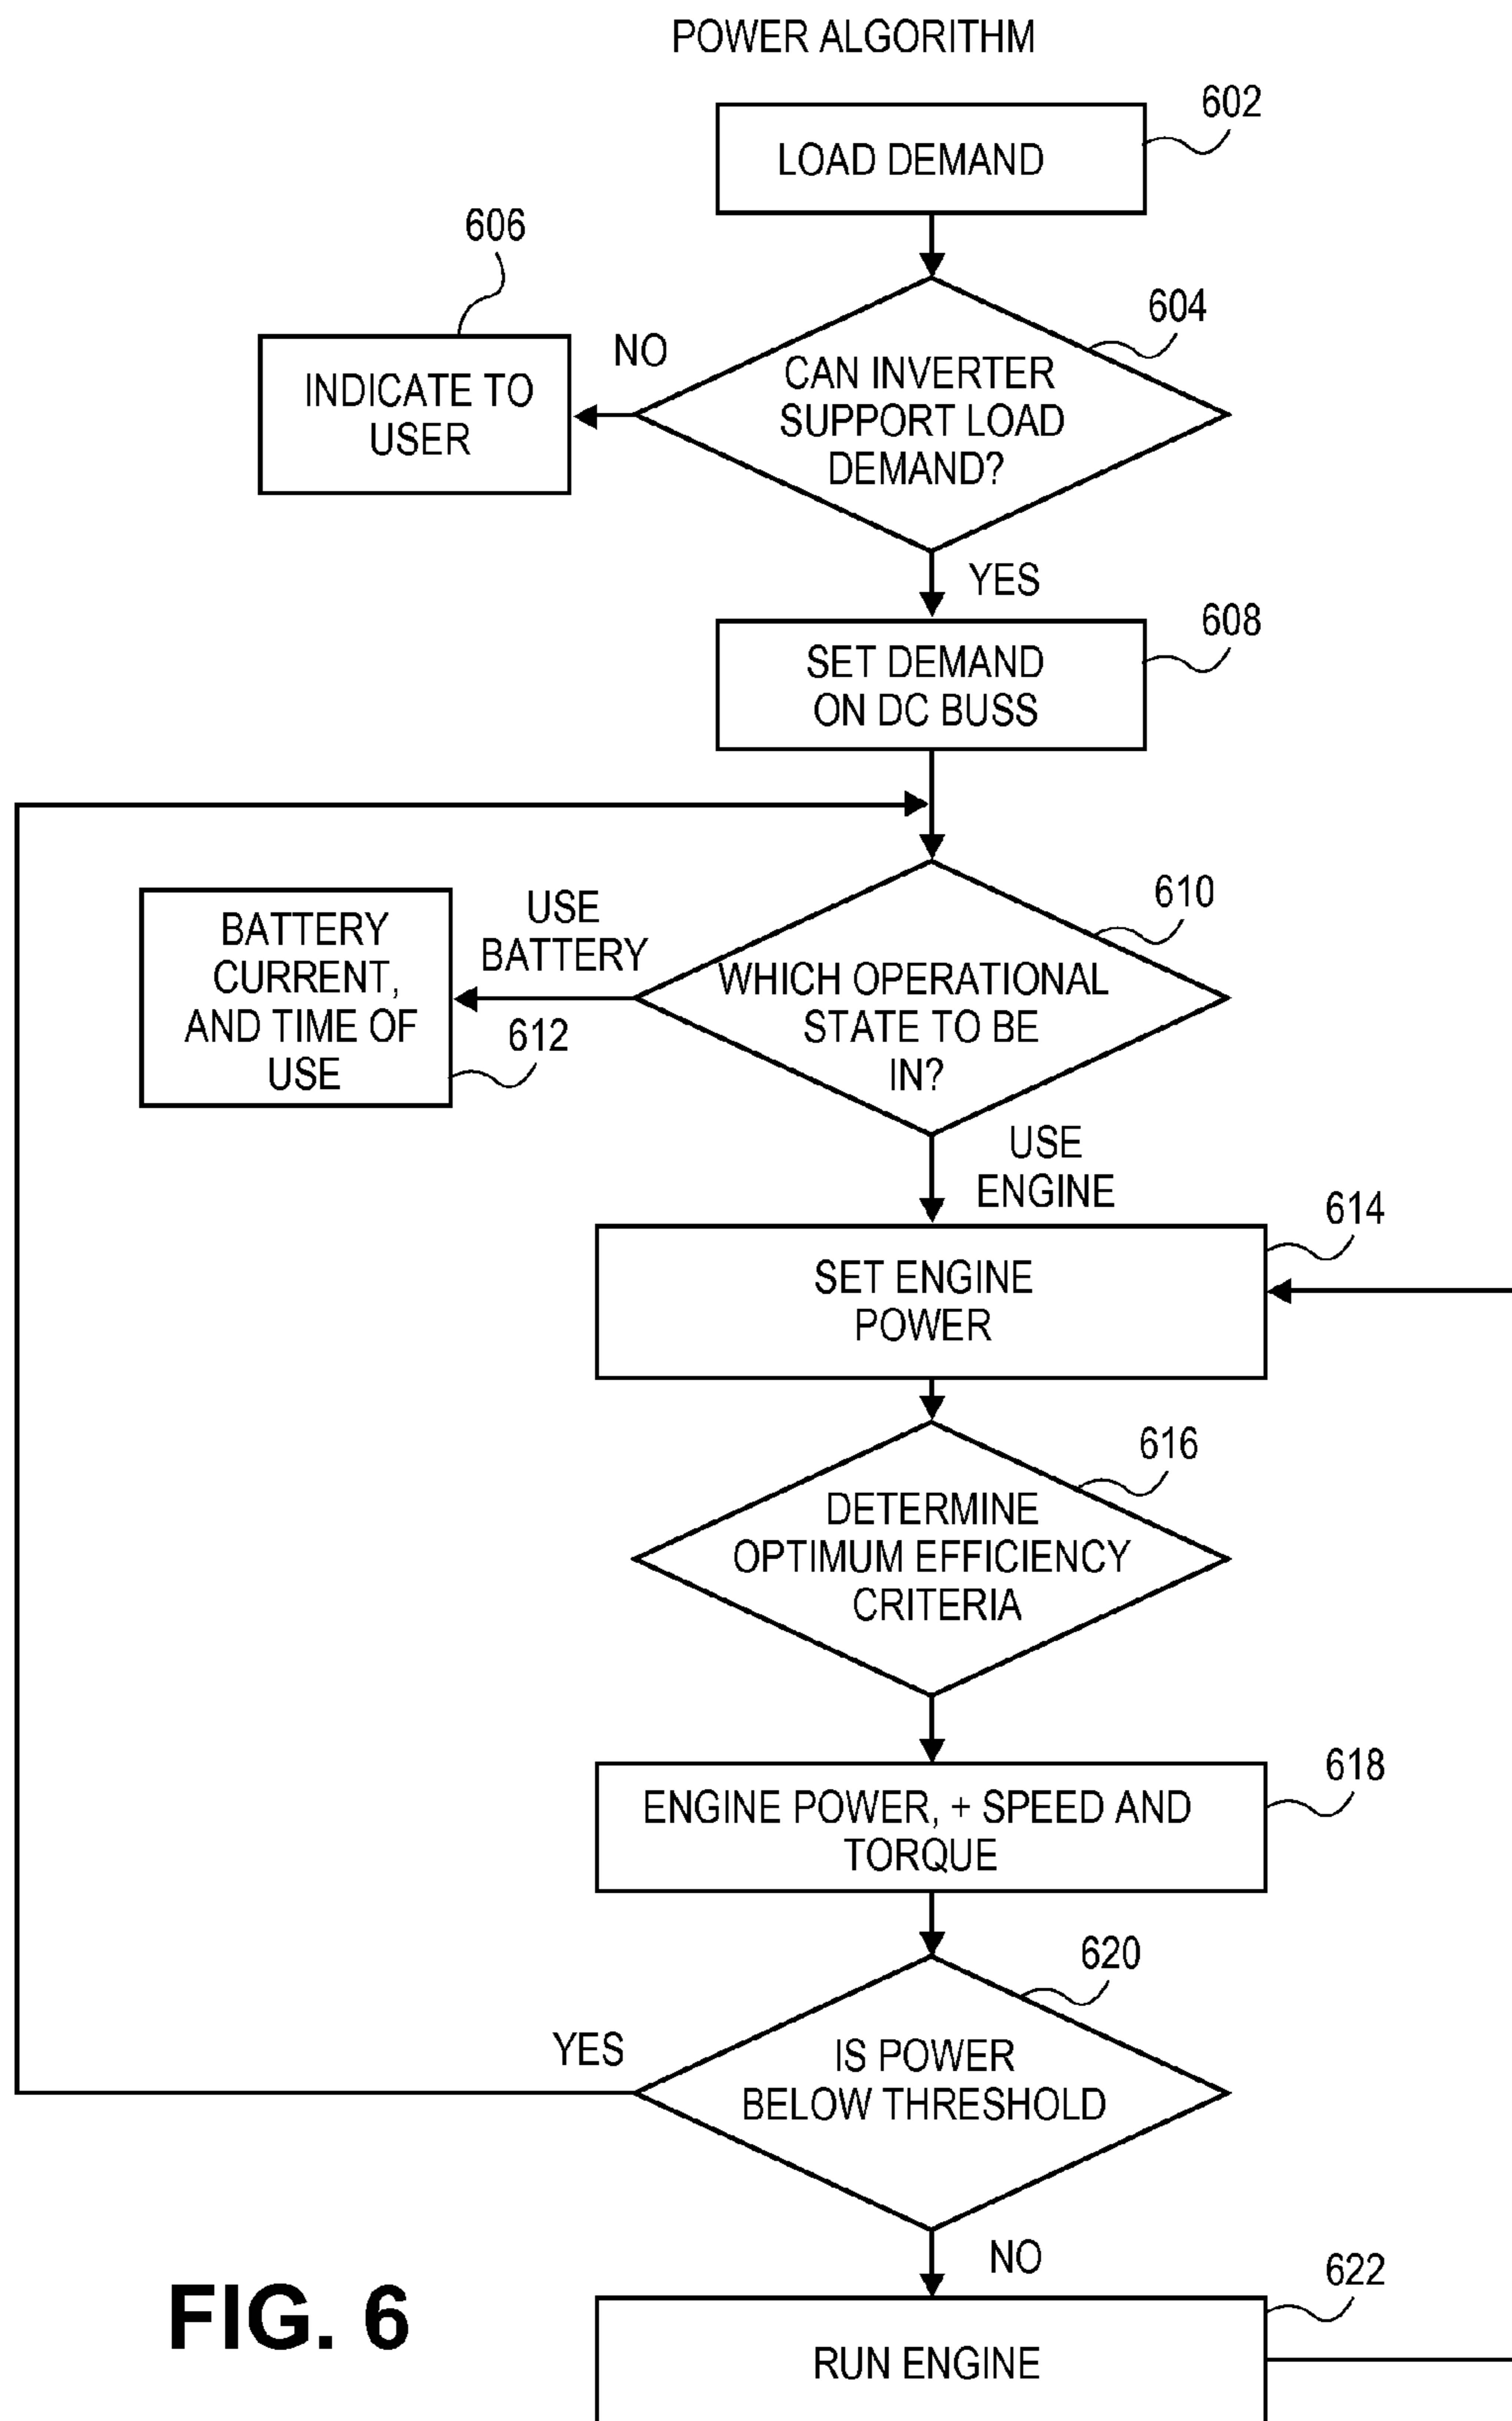 POWER ALGORITHM
602
LOAD DEMAND
606
604
NO
CAN INVERTER
SUPPORT LOAD
DEMAND?
INDICATE TO
USER
YES
608
SET DEMAND
ON DC BUSS
610
USE
BATTERY
BATTERY
CURRENT,
AND TIME OF
USE
612
WHICH OPERATIONAL
STATE TO BE
IN?
USE
ENGINE
614
SET ENGINE
POWER
616
DETERMINE
OPTIMUM EFFICIENCY
CRITERIA
618
ENGINE POWER, + SPEED AND
TORQUE
620
YES
IS POWER
BELOW THRESHOLD
NO
622
RUN ENGINE
FIG. 6